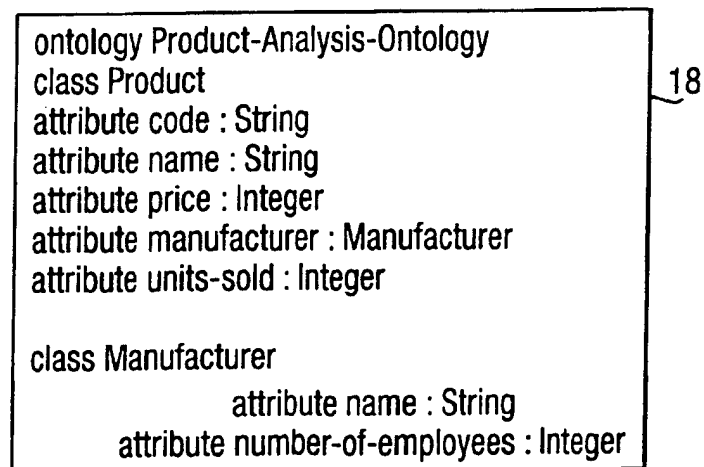 ontology Product-Analysis-Ontology
class Product
18
attribute code : String
attribute name : String
attribute price : Integer
attribute manufacturer : Manufacturer
attribute units-sold : Integer
class Manufacturer
attribute name : String
attribute number-of-employees : Integer